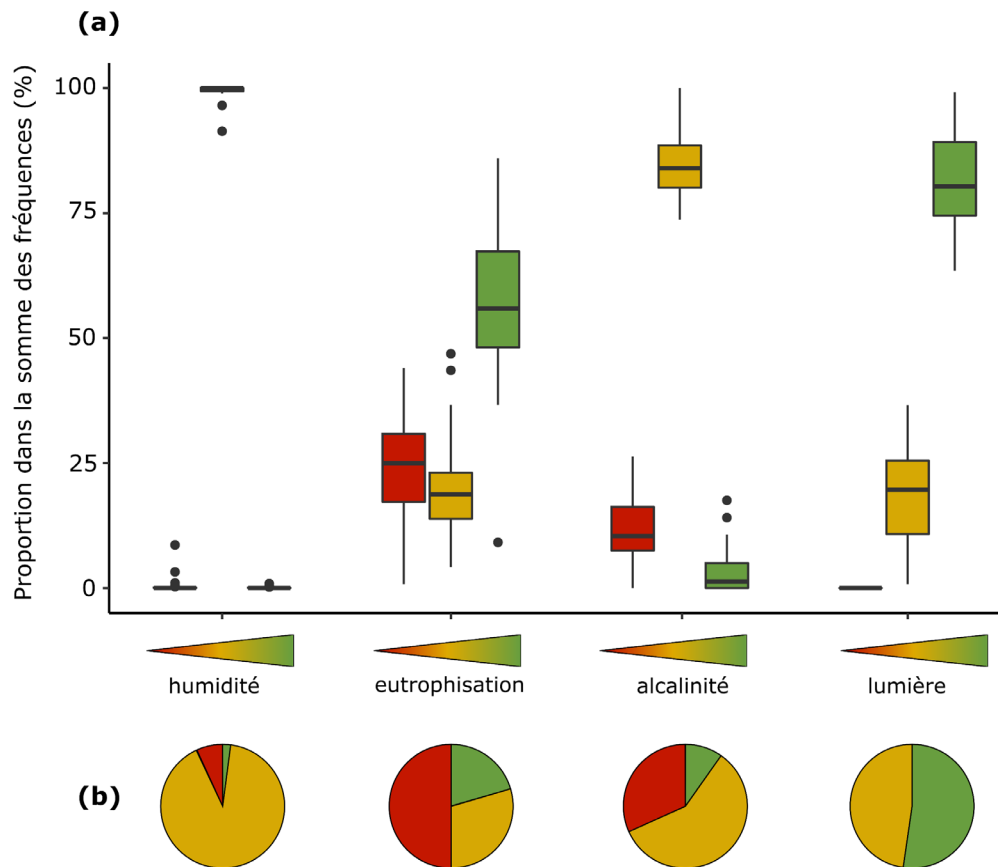 (a)
Proportion dans la somme des fréquences (%)
100
75
50
25
0
humidité
eutrophisation
alcalinité
lumière
(b)